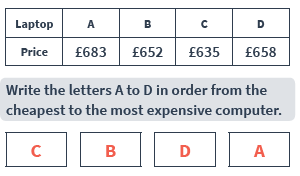 Laptop A B C D
Price £683 £652 £635 £658
Write the letters A to D in order from the
cheapest to the most expensive computer.
C B D A